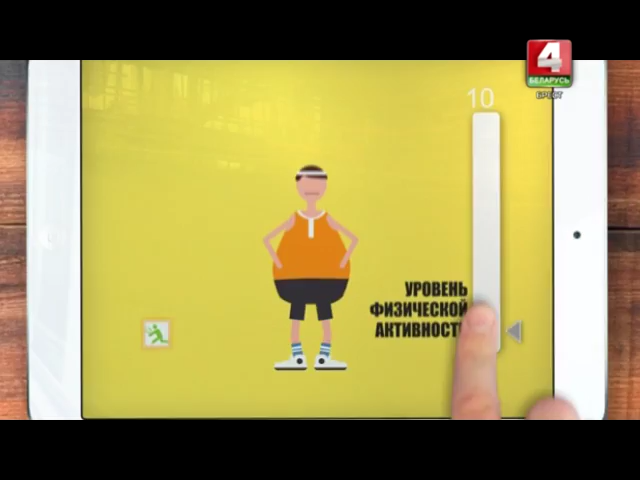 4
БЕЛАРУСЬ
БРЕСТ
10
УРОВЕНЬ
ФИЗИЧЕСКОЙ
АКТИВНОСТ